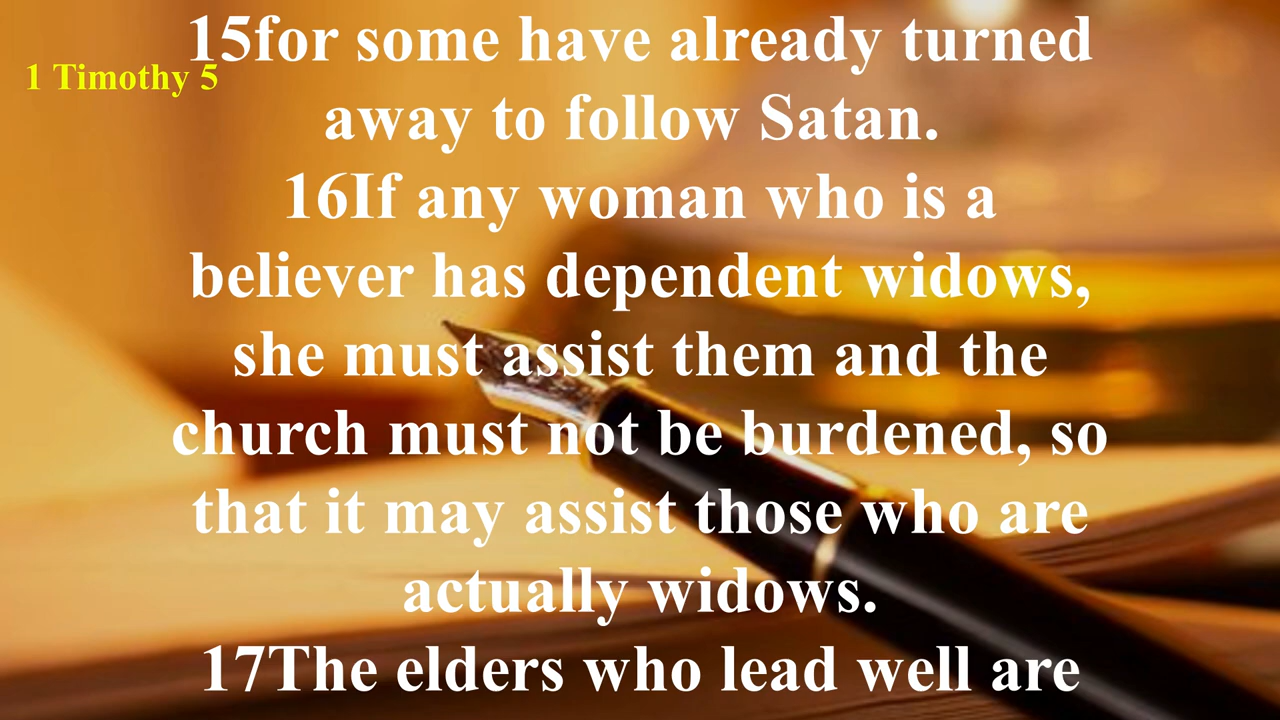 1 Timothy 5
15for some have already turned
away to follow Satan.
16If any woman who is a
believer has dependent widows,
she must assist them and the
church must not be burdened, so
that it may assist those who are
actually widows.
17The elders who lead well are